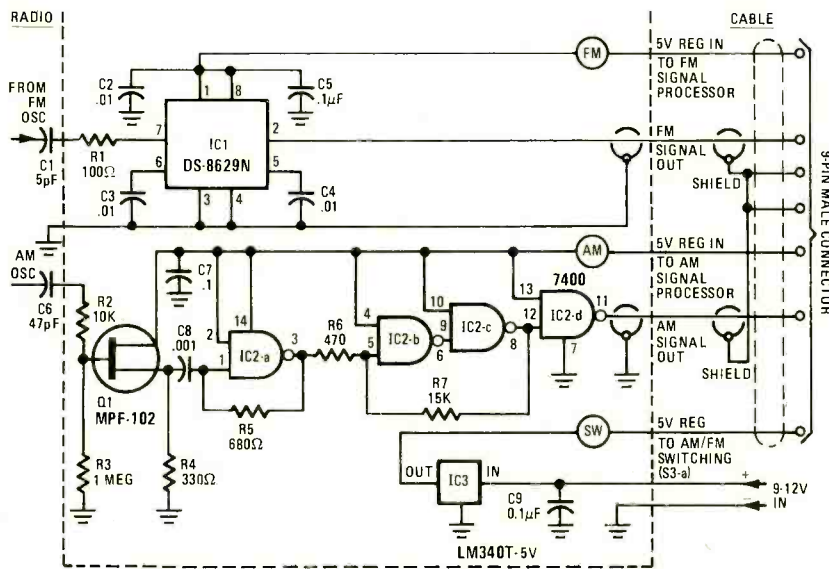 RADIO
CABLE
FROM
FM
OSC
C1
5pF
R1
100Ω
C2
.01
C5
.1µF
1
8
7
IC1
DS-8629N
2
6
5
3
4
C3
.01
C4
.01
FM
5V REG IN
TO FM
SIGNAL
PROCESSOR
FM
SIGNAL
OUT
SHIELD
9-PIN MALE CONNECTOR
AM
OSC
C6
47pF
R2
10K
C7
.1
AM
5V REG IN
TO AM
SIGNAL
PROCESSOR
Q1
MPF-102
R3
1 MEG
R4
330Ω
C8
.001
14
2
1
IC2-a
3
R5
680Ω
R6
470
4
5
IC2-b
6
10
9
IC2-c
8
R7
15K
13
12
7400
IC2-d
11
7
AM
SIGNAL
OUT
SHIELD
SW
5V REG
TO AM/FM
SWITCHING
(S3-a)
OUT
IC3
IN
C9
0.1µF
+
−
9-12V
IN
LM340T-5V